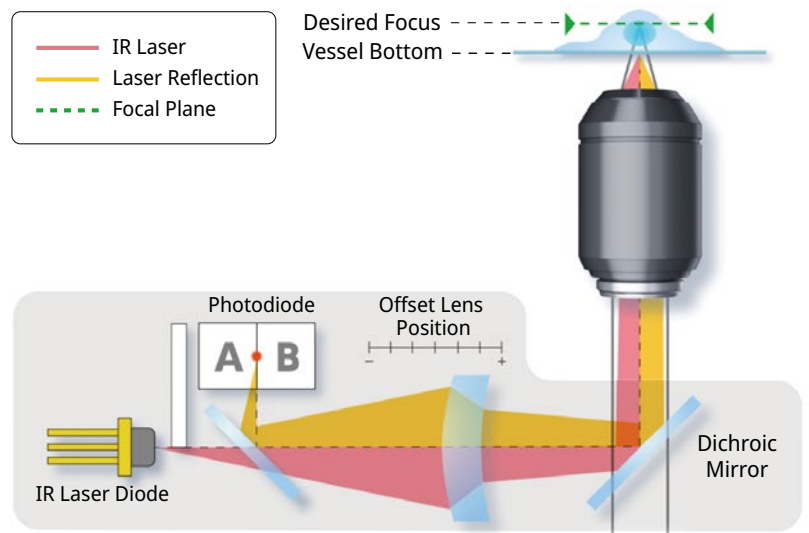 Desired Focus
Vessel Bottom
IR Laser
Laser Reflection
Focal Plane
Photodiode
Offset Lens
Position
A B
– +
IR Laser Diode
Dichroic
Mirror